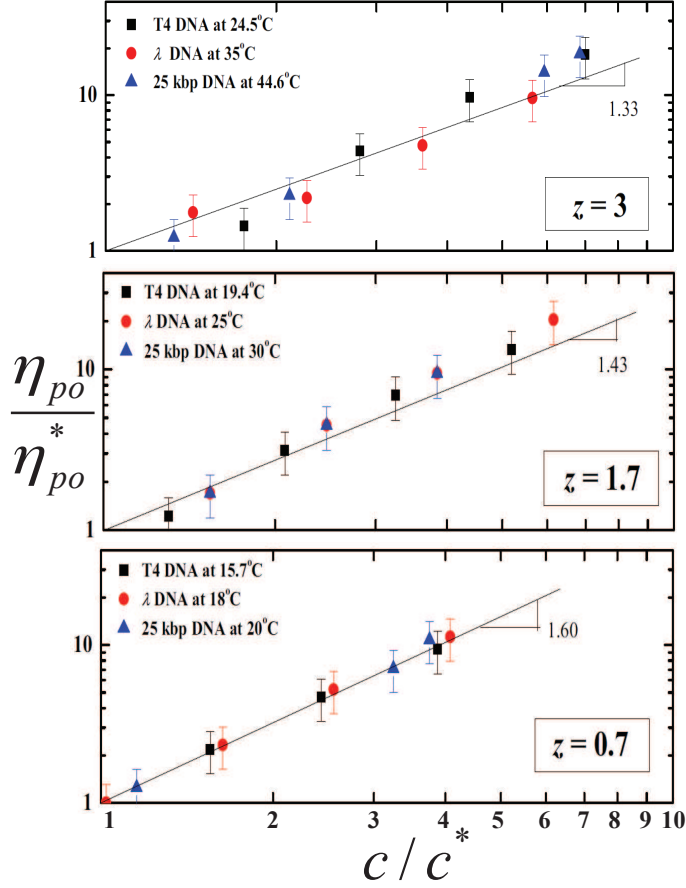 T4 DNA at 24.5°C
λ DNA at 35°C
25 kbp DNA at 44.6°C
10
1.33
z = 3
1
T4 DNA at 19.4°C
λ DNA at 25°C
25 kbp DNA at 30°C
10
1.43
z = 1.7
1
η_po
η*_po
T4 DNA at 15.7°C
λ DNA at 18°C
25 kbp DNA at 20°C
10
1.60
z = 0.7
1
1 2 3 4 5 6 7 8 9 10
c / c*